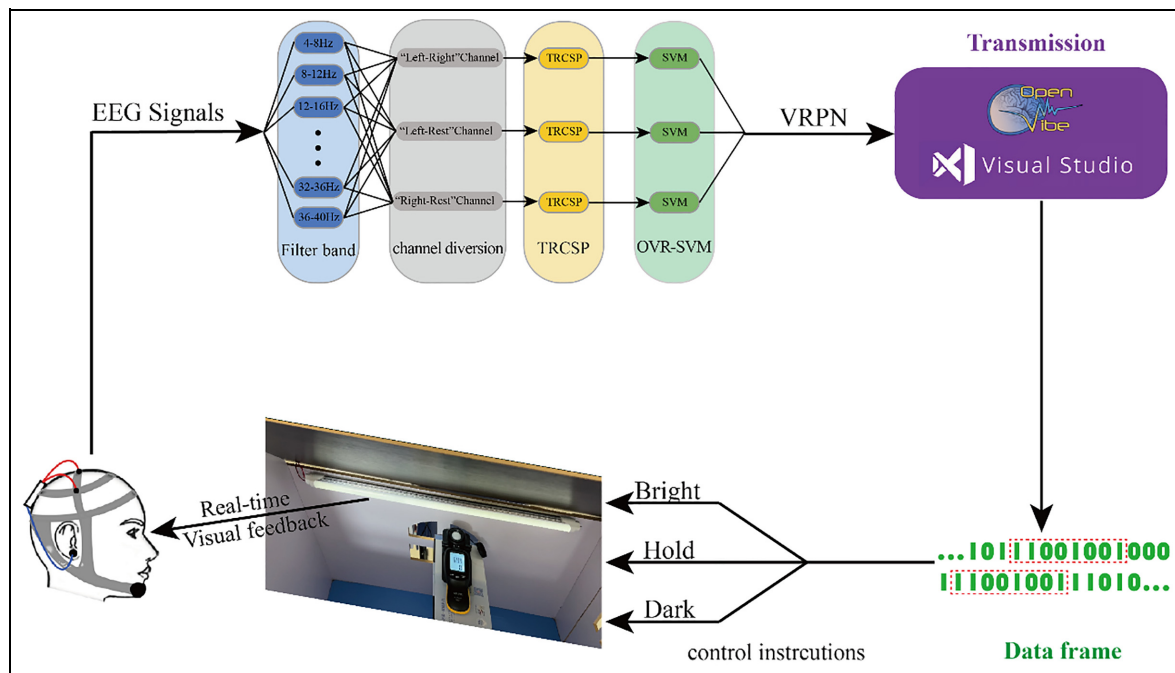 EEG Signals
4-8Hz
8-12Hz
12-16Hz
32-36Hz
36-40Hz
Filter band
“Left-Right”Channel
“Left-Rest”Channel
“Right-Rest”Channel
channel diversion
TRCSP
TRCSP
TRCSP
TRCSP
SVM
SVM
SVM
OVR-SVM
VRPN
Transmission
Open
Vibe
Visual Studio
...10111001001000
11100100111010...
Data frame
control instrcutions
Bright
Hold
Dark
Real-time
Visual feedback